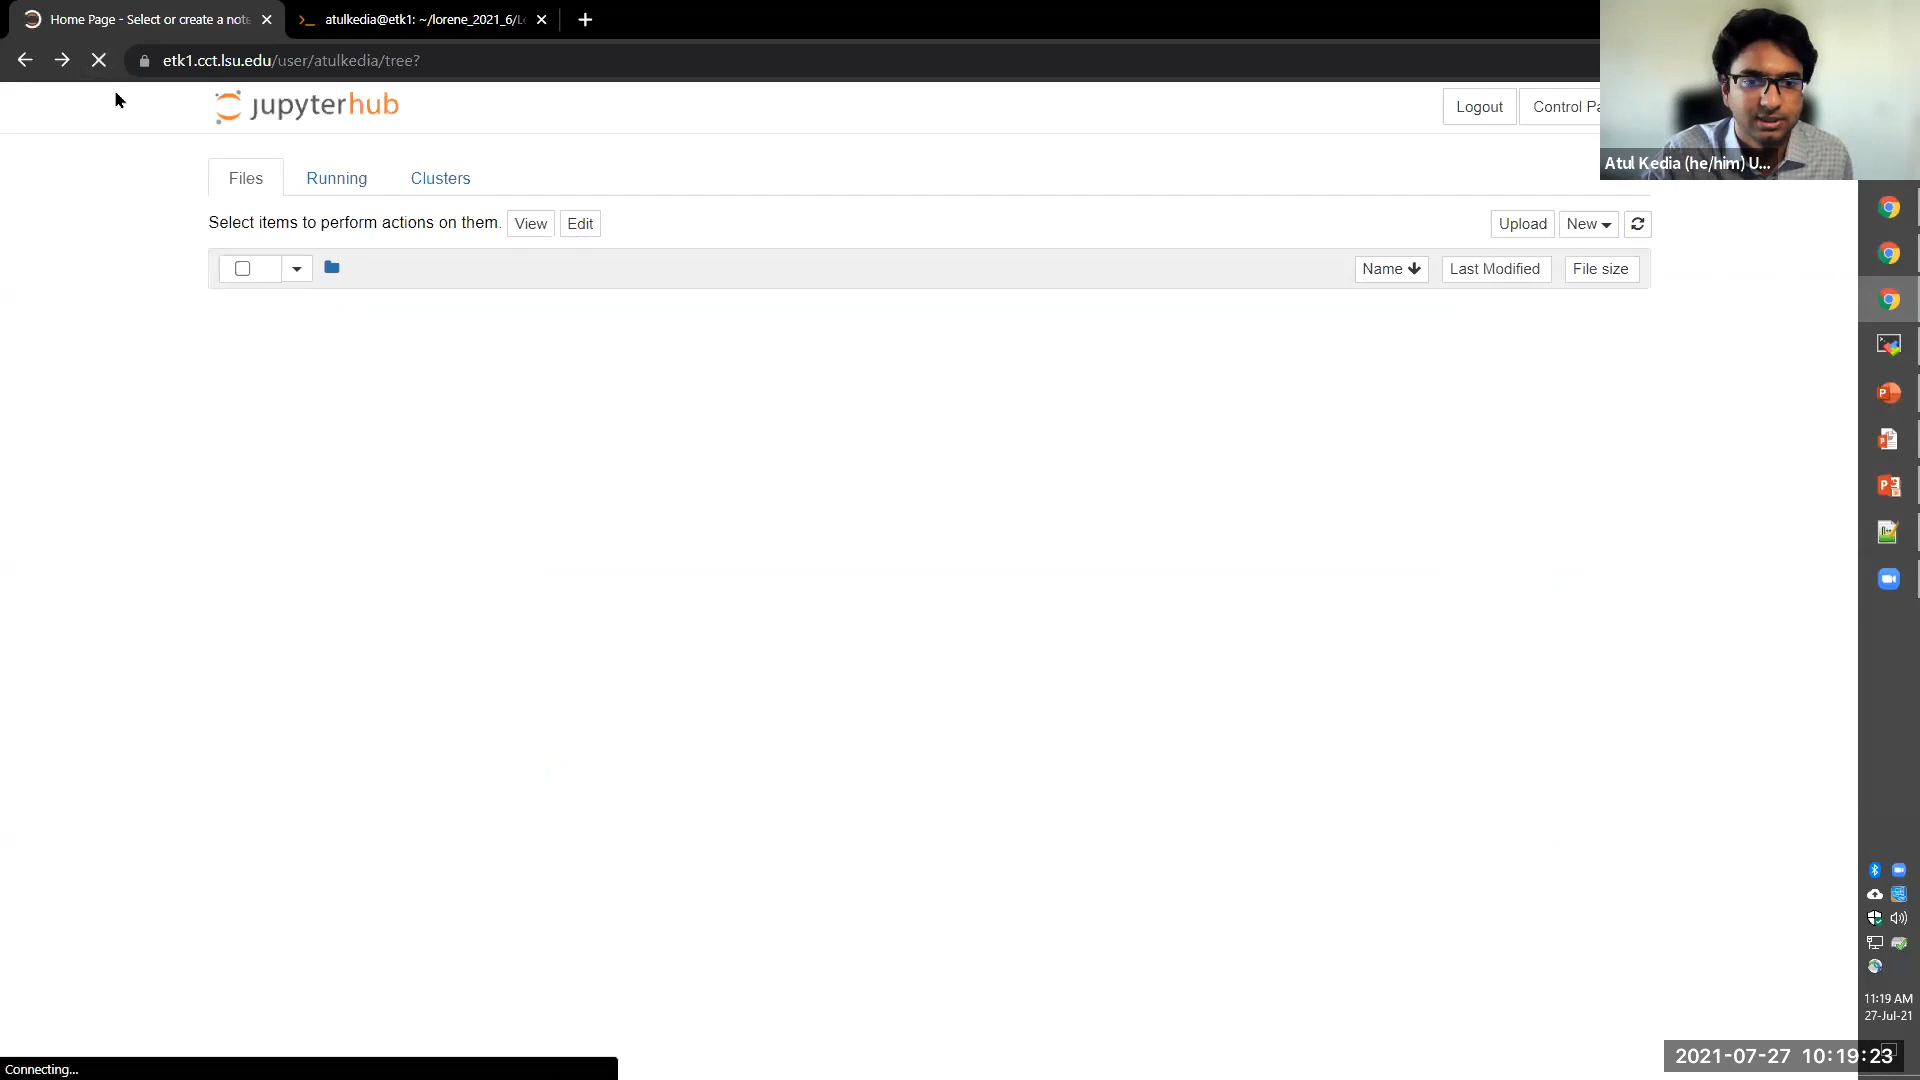 Home Page - Select or create a note
atulkedia@etk1: ~/lorene_2021_6/L
etk1.cct.lsu.edu/user/atulkedia/tree?
jupyterhub
Logout
Control Pa
Atul Kedia (he/him) U...
Files
Running
Clusters
Select items to perform actions on them.
View
Edit
Upload
New
Name
Last Modified
File size
11:19 AM
27-Jul-21
2021-07-27 10:19:23
Connecting...